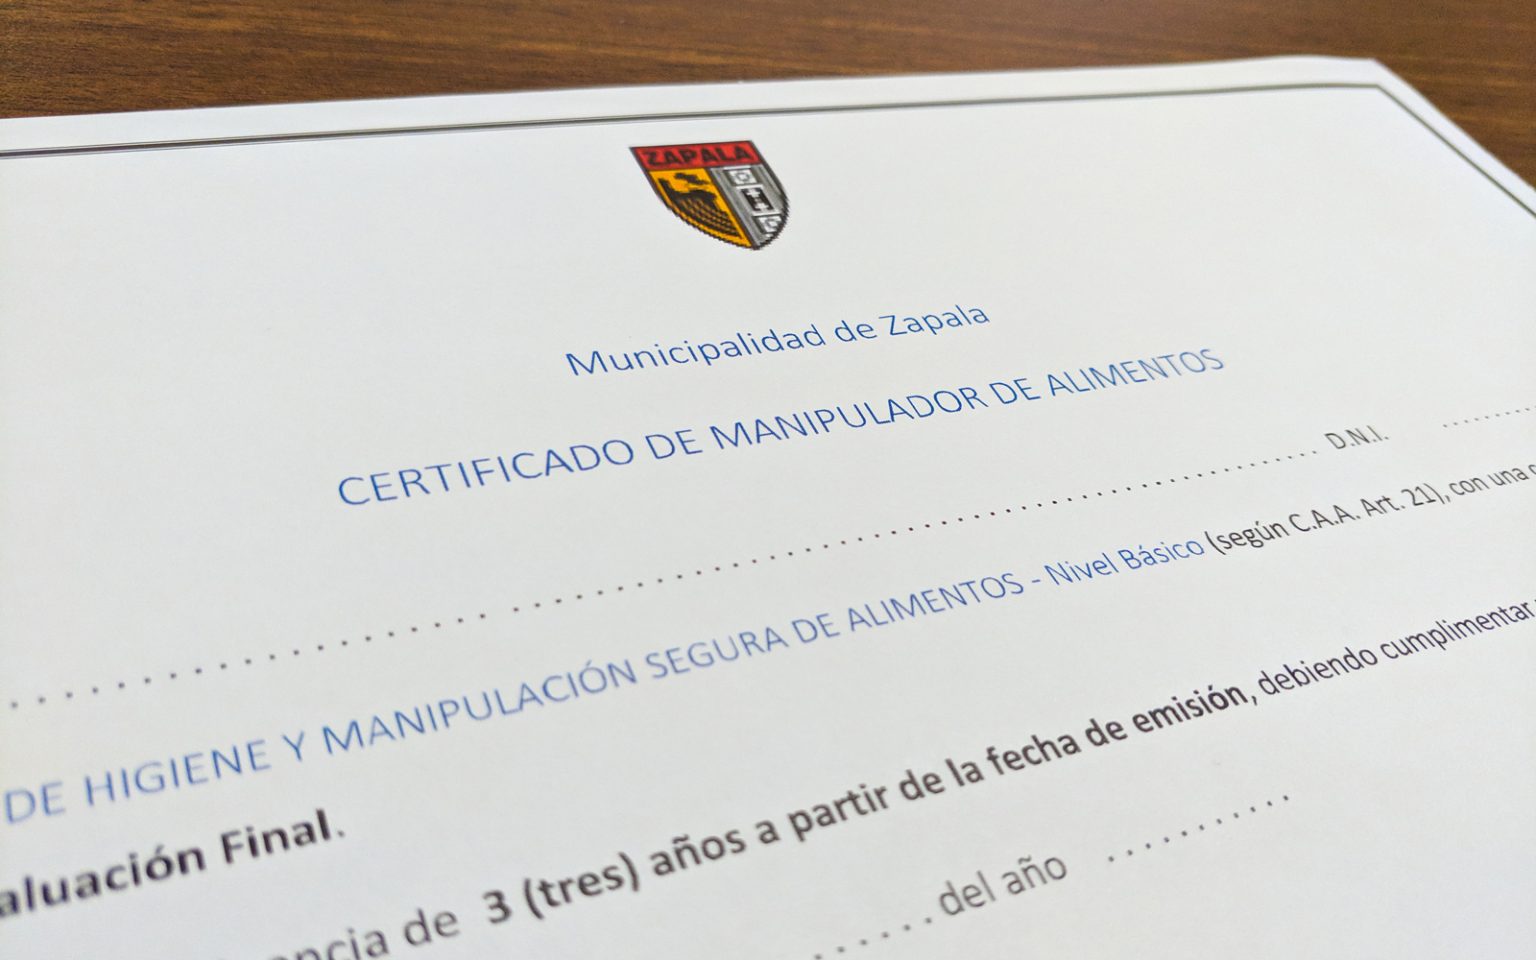 ZAPALA
Municipalidad de Zapala
CERTIFICADO DE MANIPULADOR DE ALIMENTOS
D.N.I.
DE HIGIENE Y MANIPULACIÓN SEGURA DE ALIMENTOS - Nivel Básico (según C.A.A. Art. 21), con una
aluación Final.
ncia de 3 (tres) años a partir de la fecha de emisión, debiendo cumplimentar
del año